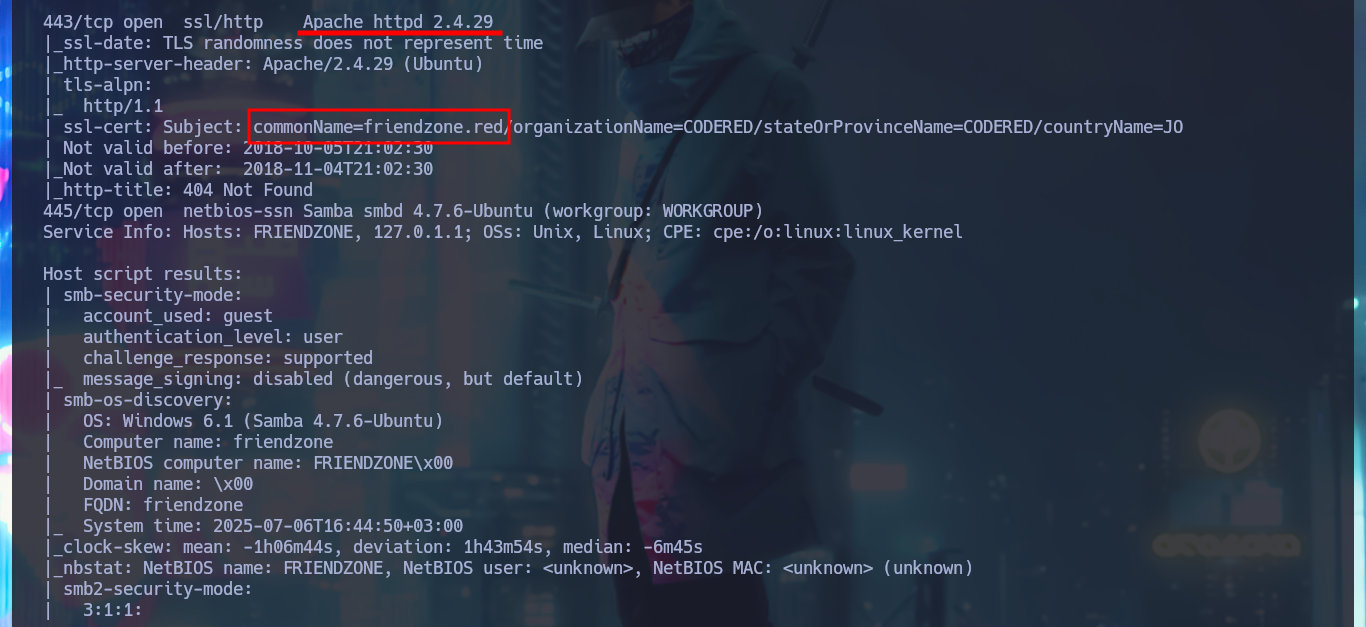 443/tcp open  ssl/http    Apache httpd 2.4.29
|_ssl-date: TLS randomness does not represent time
|_http-server-header: Apache/2.4.29 (Ubuntu)
| tls-alpn:
|_  http/1.1
| ssl-cert: Subject: commonName=friendzone.red/organizationName=CODERED/stateOrProvinceName=CODERED/countryName=JO
| Not valid before: 2018-10-05T21:02:30
|_Not valid after:  2018-11-04T21:02:30
|_http-title: 404 Not Found
445/tcp open  netbios-ssn Samba smbd 4.7.6-Ubuntu (workgroup: WORKGROUP)
Service Info: Hosts: FRIENDZONE, 127.0.1.1; OSs: Unix, Linux; CPE: cpe:/o:linux:linux_kernel
Host script results:
| smb-security-mode:
|   account_used: guest
|   authentication_level: user
|   challenge_response: supported
|_  message_signing: disabled (dangerous, but default)
| smb-os-discovery:
|   OS: Windows 6.1 (Samba 4.7.6-Ubuntu)
|   Computer name: friendzone
|   NetBIOS computer name: FRIENDZONE\x00
|   Domain name: \x00
|   FQDN: friendzone
|_  System time: 2025-07-06T16:44:50+03:00
|_clock-skew: mean: -1h06m44s, deviation: 1h43m54s, median: -6m45s
|_nbstat: NetBIOS name: FRIENDZONE, NetBIOS user: <unknown>, NetBIOS MAC: <unknown> (unknown)
| smb2-security-mode:
|   3:1:1: